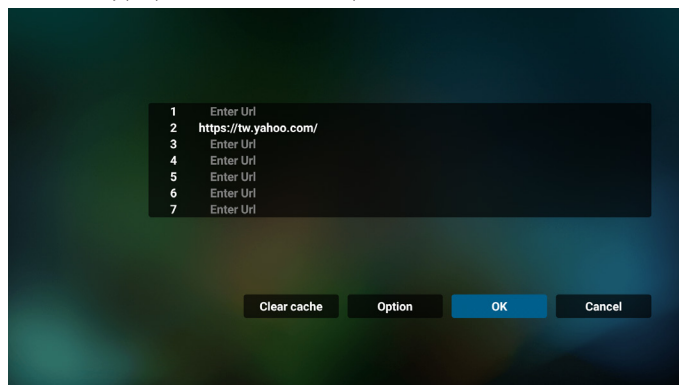 1 Enter Url
2 https://tw.yahoo.com/
3 Enter Url
4 Enter Url
5 Enter Url
6 Enter Url
7 Enter Url
Clear cache Option OK Cancel